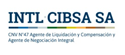 INTL CIBSA SA
CNV N°47 Agente de Liquidación y Compensación y
Agente de Negociación Integral